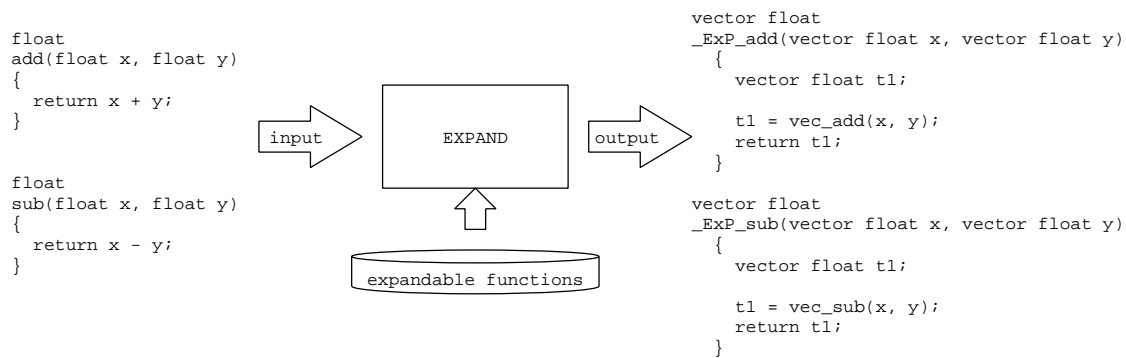 float
add(float x, float y)
{
  return x + y;
}
float
sub(float x, float y)
{
  return x - y;
}
input
EXPAND
output
expandable functions
vector float
_ExP_add(vector float x, vector float y)
  {
    vector float t1;
    t1 = vec_add(x, y);
    return t1;
  }
vector float
_ExP_sub(vector float x, vector float y)
  {
    vector float t1;
    t1 = vec_sub(x, y);
    return t1;
  }